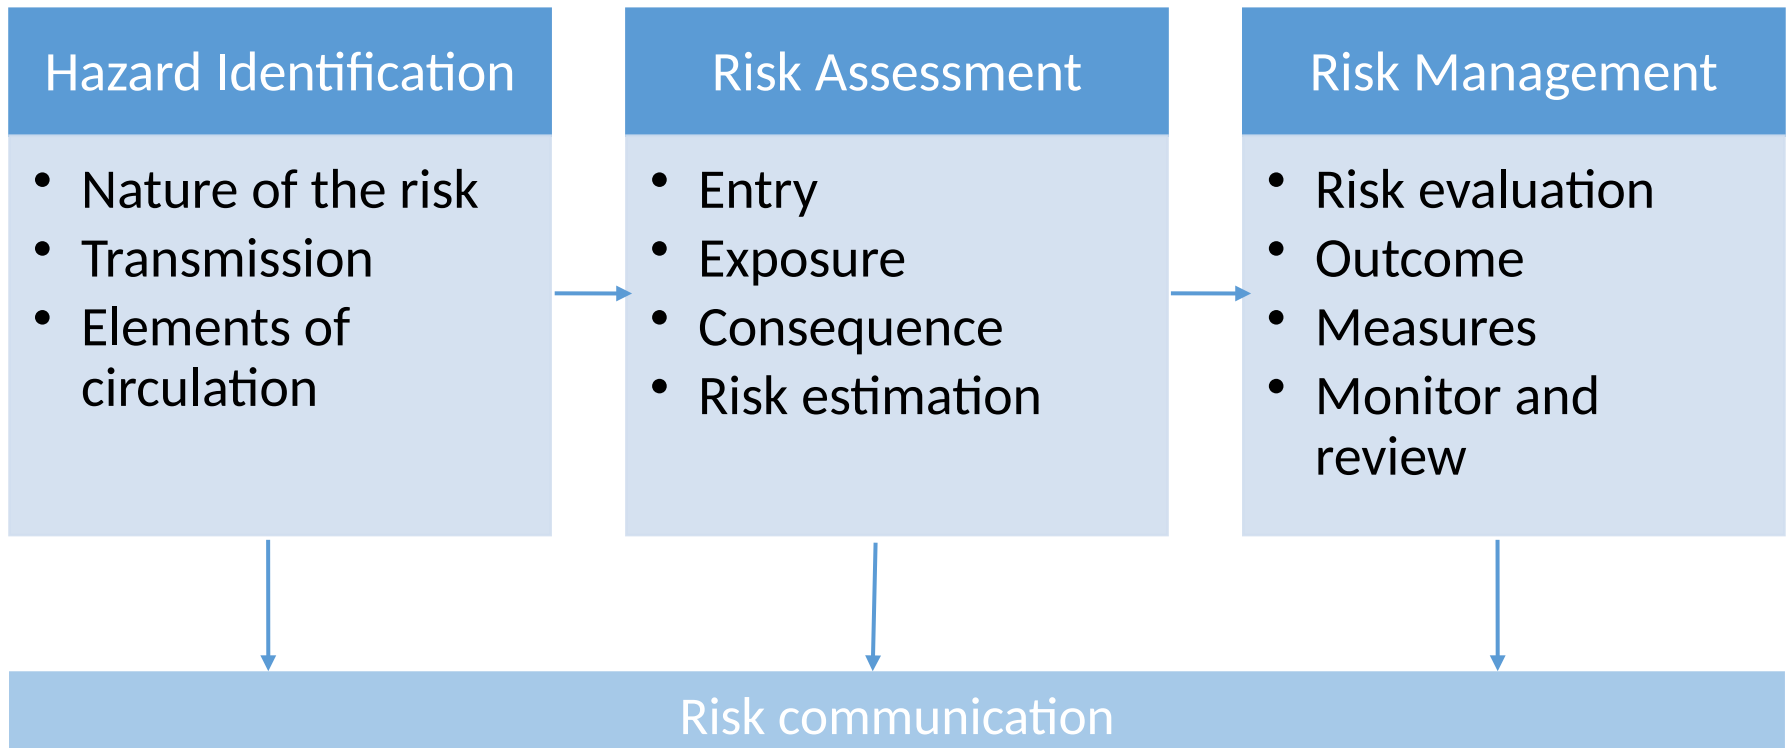 Hazard Identification
• Nature of the risk
• Transmission
• Elements of
circulation
Risk Assessment
• Entry
• Exposure
• Consequence
• Risk estimation
Risk Management
• Risk evaluation
• Outcome
• Measures
• Monitor and
review
Risk communication